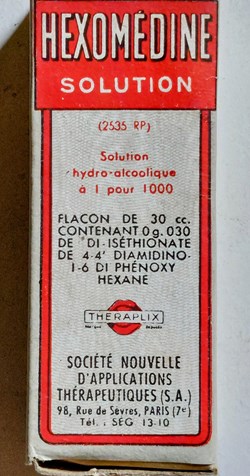 HEXOMÉDINE
SOLUTION
(2535 RP)
Solution
hydro-alcoolique
à 1 pour 1000
FLACON DE 30 cc.
CONTENANT 0g.030
DE DI-ISÉTHIONATE
DE 4-4' DIAMIDINO-
1-6 DI PHÉNOXY
HEXANE
THERAPLIX
SOCIÉTÉ NOUVELLE
D'APPLICATIONS
THÉRAPEUTIQUES (S.A.)
98, Rue de Sèvres, PARIS (7e)
Tél. : SÉG 13-10